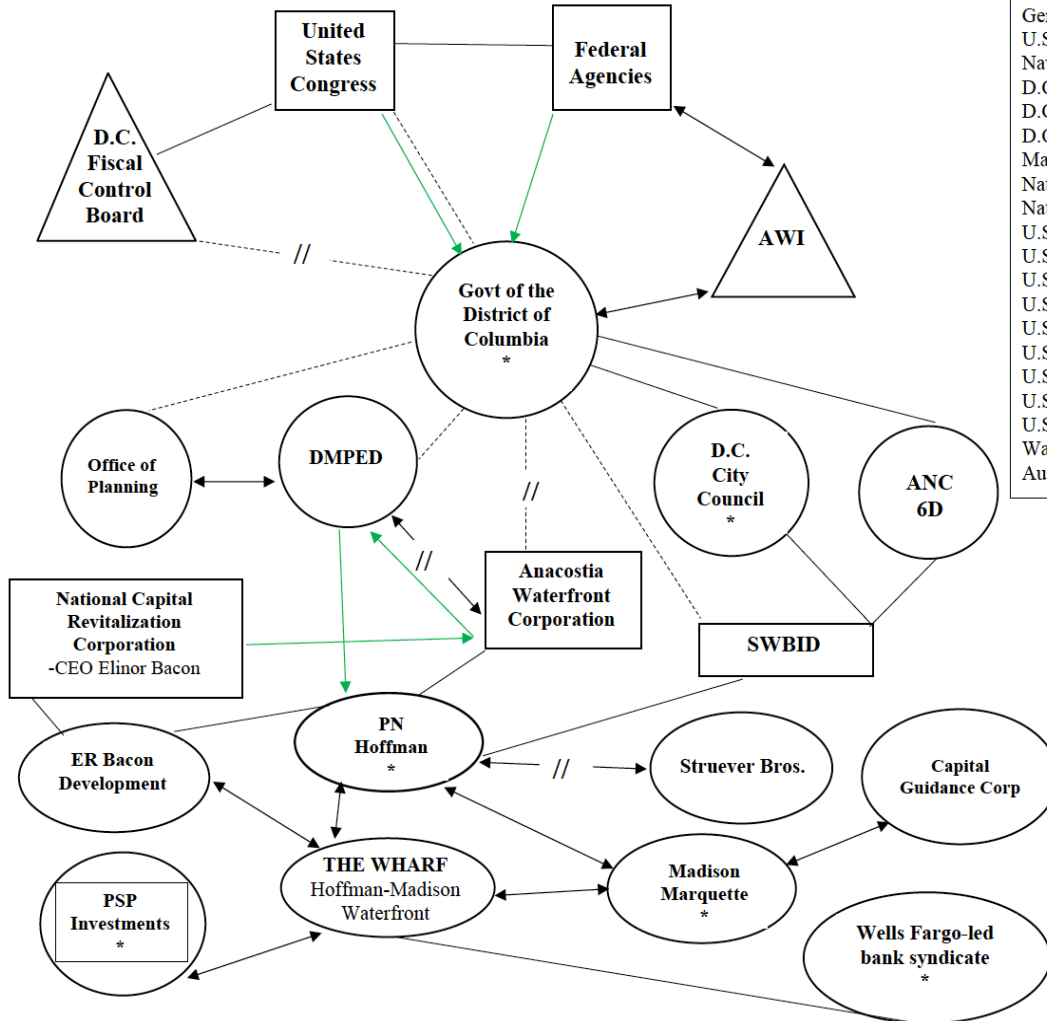 United
States
Congress
Federal
Agencies
D.C.
Fiscal
Control
Board
AWI
//
Govt of the
District of
Columbia
*
Office of
Planning
DMPED
//
//
D.C.
City
Council
*
ANC
6D
National Capital
Revitalization
Corporation
-CEO Elinor Bacon
Anacostia
Waterfront
Corporation
SWBID
PN
Hoffman
*
//
ER Bacon
Development
Struever Bros.
Capital
Guidance Corp
THE WHARF
Hoffman-Madison
Waterfront
Madison
Marquette
*
PSP
Investments
*
Wells Fargo-led
bank syndicate
*
U.S
D.C
D.C
D.C
U.S
U.S
U.S
U.S
U.S
U.S
U.S
U.S
U.S